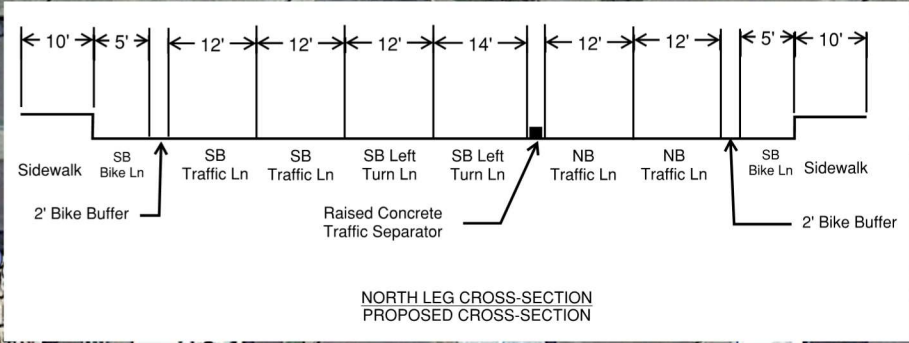 10' 5' 12' 12' 12' 14' 12' 12' 5' 10'
Sidewalk
SB
Bike Ln
SB
Traffic Ln
SB
Traffic Ln
SB Left
Turn Ln
SB Left
Turn Ln
NB
Traffic Ln
NB
Traffic Ln
SB
Bike Ln
Sidewalk
2' Bike Buffer
Raised Concrete
Traffic Separator
2' Bike Buffer
NORTH LEG CROSS-SECTION
PROPOSED CROSS-SECTION